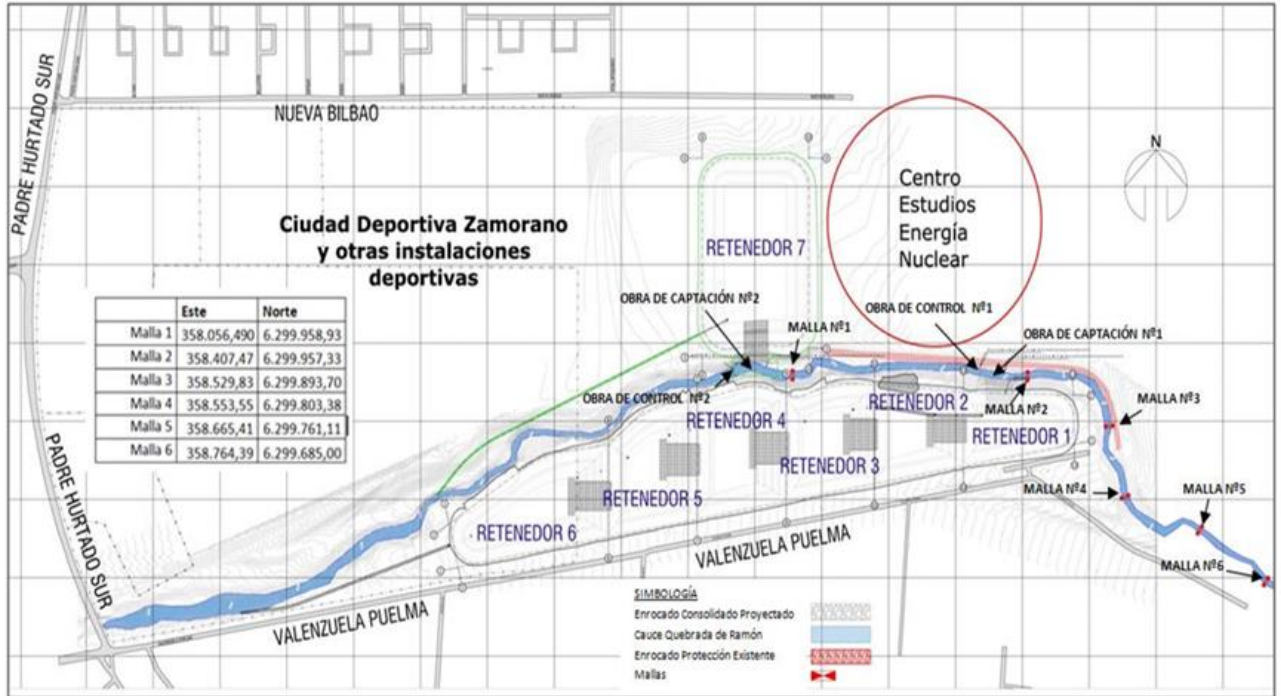 PADRE HURTADO SUR
NUEVA BILBAO
N
Centro
Estudios
Energía
Nuclear
Ciudad Deportiva Zamorano
y otras instalaciones
deportivas
RETENEDOR 7
Este Norte
Malla 1 358.056,490 6.299.958,93
Malla 2 358.407,47 6.299.957,33
Malla 3 358.529,83 6.299.893,70
Malla 4 358.553,55 6.299.803,38
Malla 5 358.665,41 6.299.761,11
Malla 6 358.764,39 6.299.685,00
OBRA DE CAPTACIÓN Nº2
MALLA Nº1
OBRA DE CONTROL Nº1
OBRA DE CAPTACIÓN Nº1
OBRA DE CONTROL Nº2
RETENEDOR 4
RETENEDOR 2
MALLA Nº2
MALLA Nº3
RETENEDOR 1
RETENEDOR 3
RETENEDOR 5
MALLA Nº4
MALLA Nº5
RETENEDOR 6
VALENZUELA PUELMA
MALLA Nº6
PADRE HURTADO SUR
VALENZUELA PUELMA
SIMBOLOGÍA
Enrocado Consolidado Proyectado
Cauce Quebrada de Ramón
Enrocado Protección Existente
Mallas